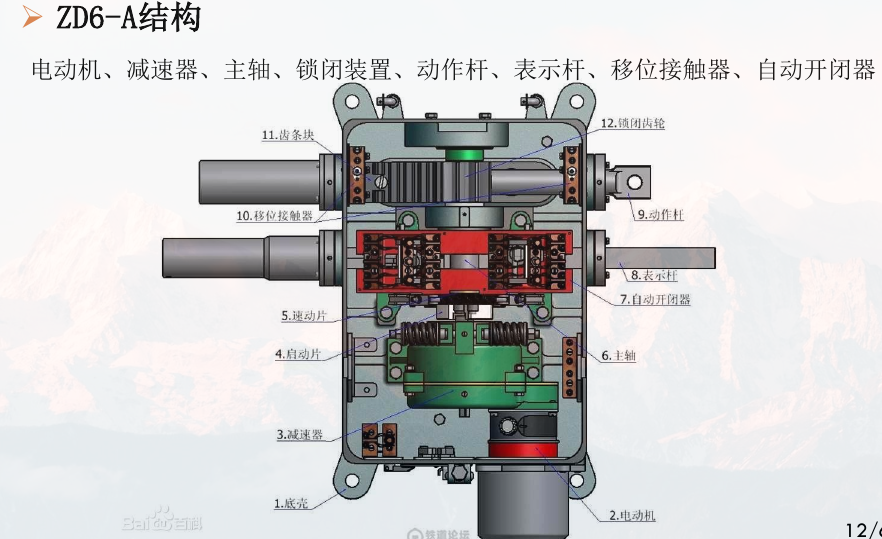 ZD6-A结构
电动机、减速器、主轴、锁闭装置、动作杆、表示杆、移位接触器、自动开闭器
12.锁闭齿轮
11.齿条块
10.移位接触器
9.动作杆
8.表示杆
7.自动开闭器
5.速动片
4.启动片
6.主轴
3.减速器
1.底壳
2.电动机
Baidu百科
铁道论坛